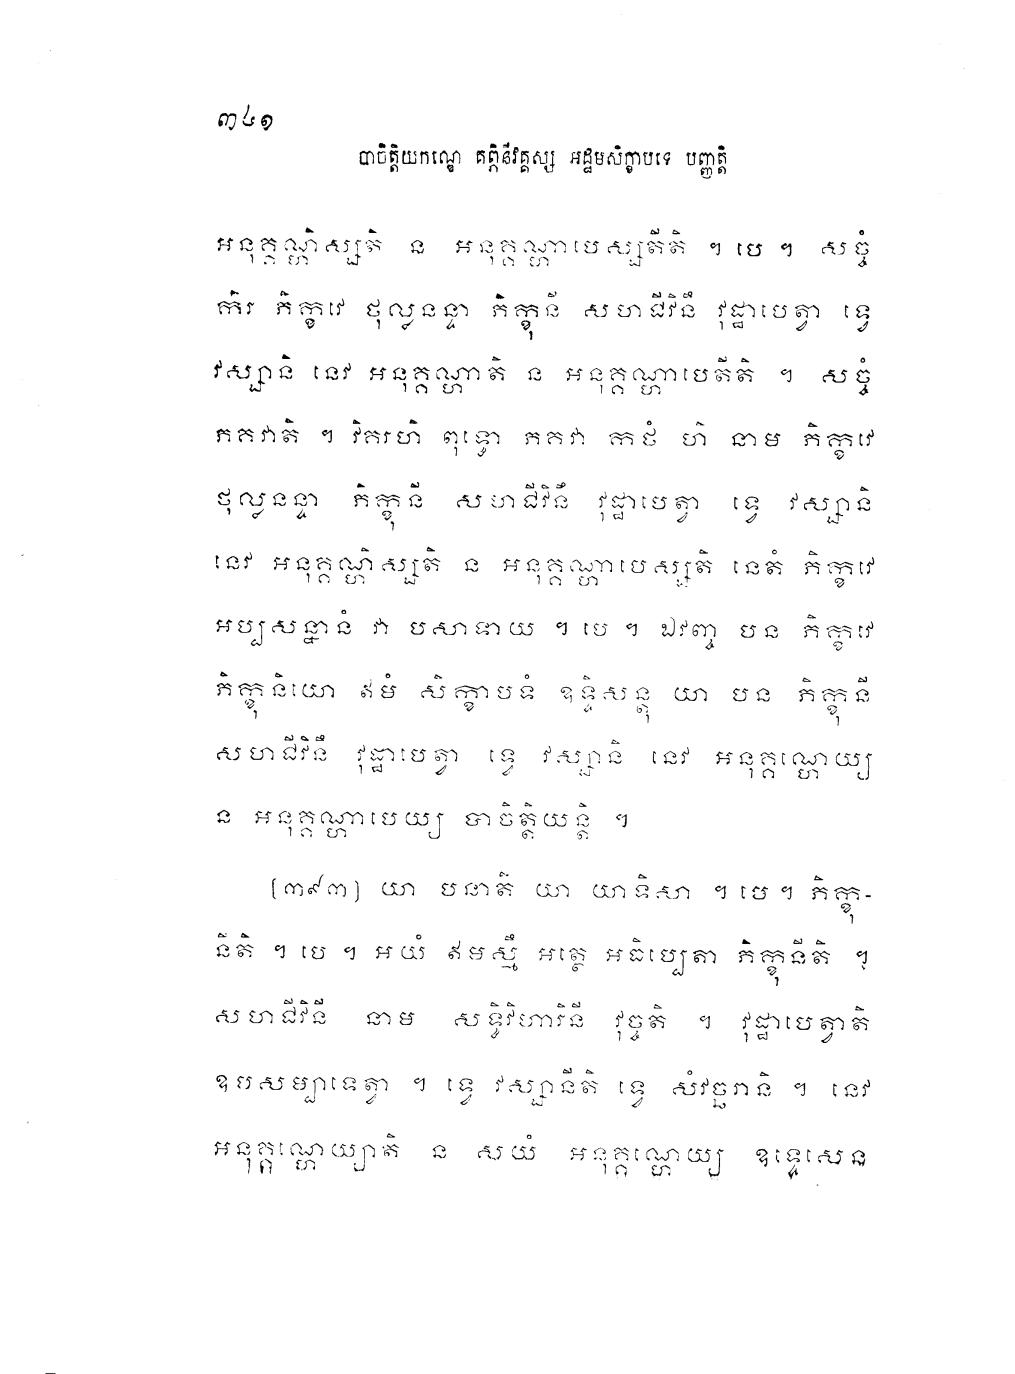 ៣៤១
បាចិត្តិយកណ្ឌេ គព្ភិនីវគ្គស្ស អដ្ឋមសិក្ខាបទេ បញ្ញត្តិ
អនុគ្គណ្ហិស្សតិ ន អនុគ្គណ្ហាបេស្សតីតិ ។ បេ ។ សច្ចំ
កិរ ភិក្ខវេ ថុល្លនន្ទា ភិក្ខុនី សហជីវិនឹ វុដ្ឋាបេត្វា ទ្វេ
វស្សានិ នេវ អនុគ្គណ្ហាតិ ន អនុគ្គណ្ហាបេតីតិ ។ សច្ចំ
ភគវាតិ ។ វិគរហិ ពុទ្ធោ ភគវា កថំ ហិ នាម ភិក្ខវេ
ថុល្លនន្ទា ភិក្ខុនី សហជីវិនឹ វុដ្ឋាបេត្វា ទ្វេ វស្សានិ
នេវ អនុគ្គណ្ហិស្សតិ ន អនុគ្គណ្ហាបេស្សតិ នេតំ ភិក្ខវេ
អប្បសន្នានំ វា បសាទាយ ។ បេ ។ ឯវញ្ច បន ភិក្ខវេ
ភិក្ខុនិយោ ឥមំ សិក្ខាបទំ ឧទ្ទិសន្តុ យា បន ភិក្ខុនី
សហជីវិនឹ វុដ្ឋាបេត្វា ទ្វេ វស្សានិ នេវ អនុគ្គណ្ហេយ្យ
ន អនុគ្គណ្ហាបេយ្យ បាចិត្តិយន្តិ ។
[៣៩៣] យា បនាតិ យា យាទិសា ។ បេ ។ ភិក្ខុ-
នីតិ ។ បេ ។ អយំ ឥមស្មឹ អត្ថេ អធិប្បេតា ភិក្ខុនីតិ ។
សហជីវិនី នាម សទ្ធិវិហារិនី វុច្ចតិ ។ វុដ្ឋាបេត្វាតិ
ឧបសម្បាទេត្វា ។ ទ្វេ វស្សានីតិ ទ្វេ សំវច្ឆរានិ ។ នេវ
អនុគ្គណ្ហេយ្យាតិ ន សយំ អនុគ្គណ្ហេយ្យ ឧទ្ទេសេន